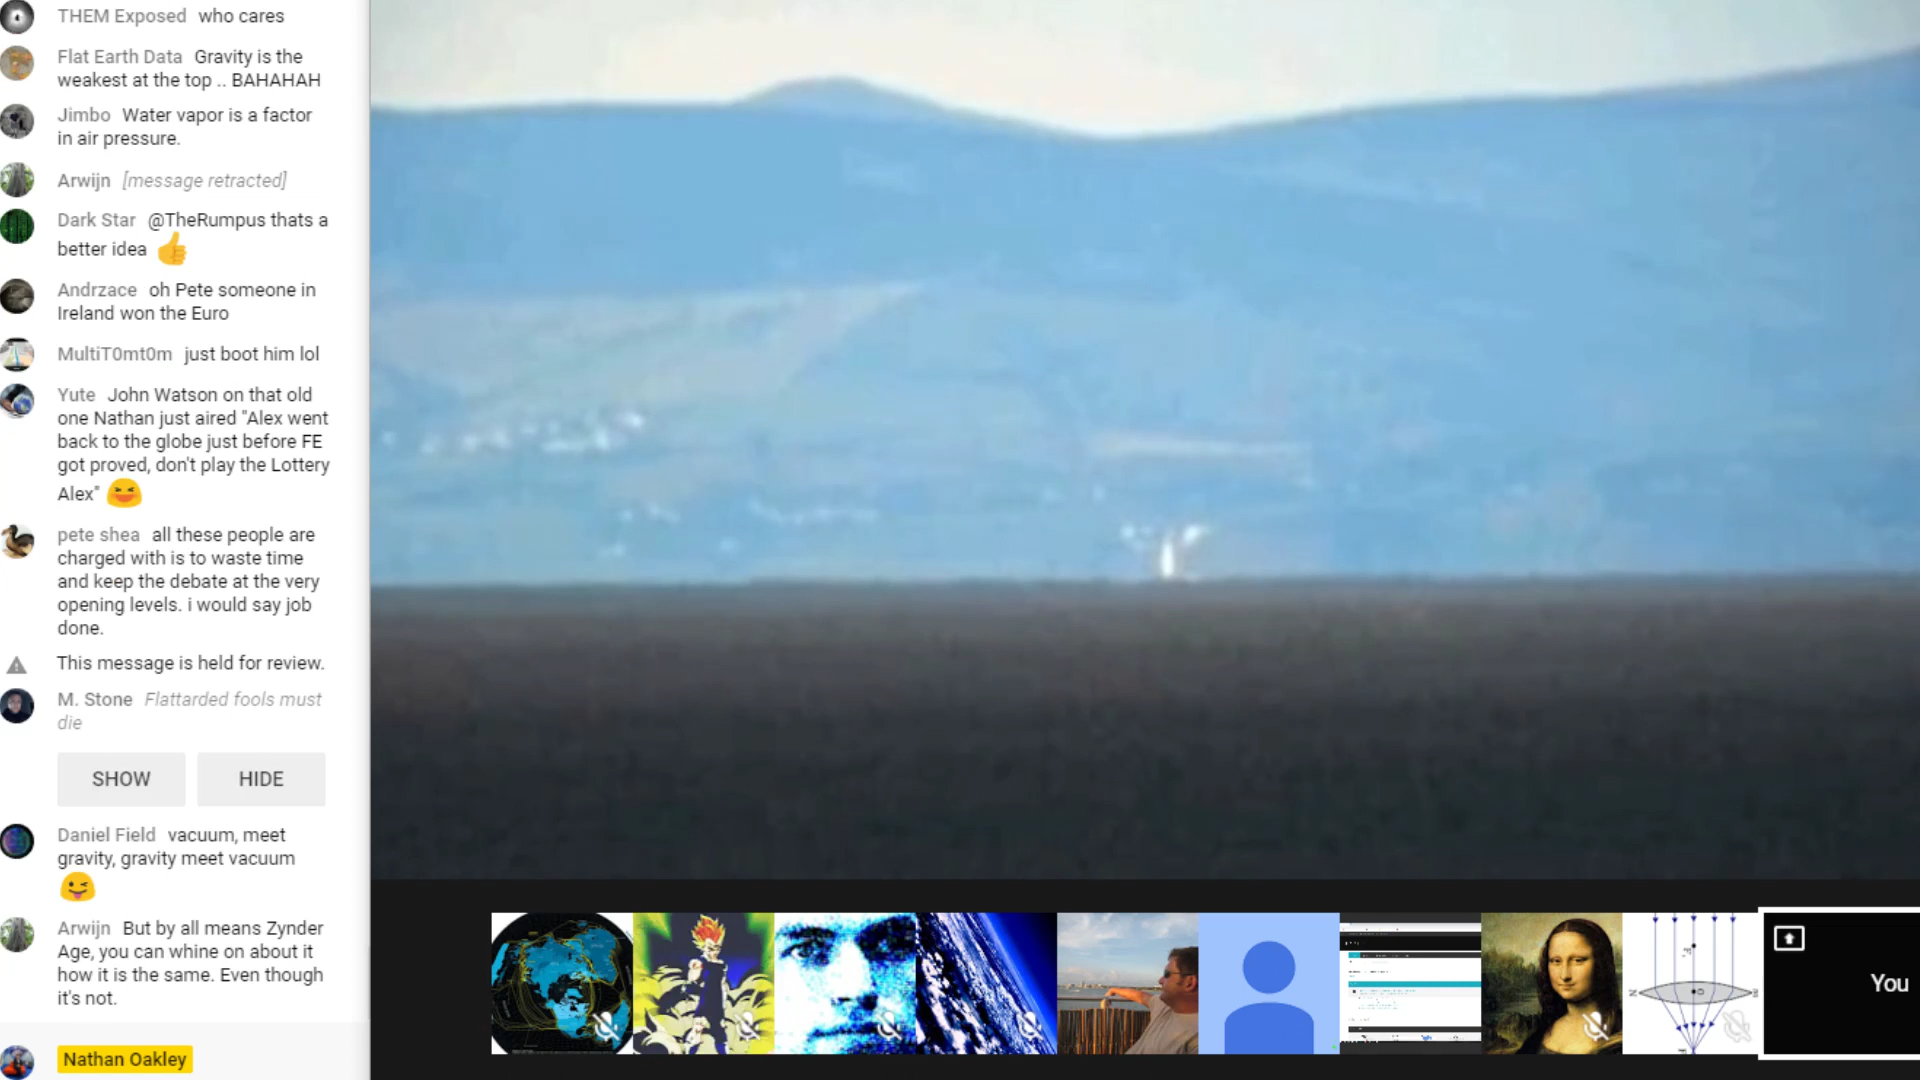 THEM Exposed who cares
Flat Earth Data Gravity is the
weakest at the top .. BAHAHAH
Jimbo Water vapor is a factor
in air pressure.
Arwijn [message retracted]
Dark Star @TheRumpus thats a
better idea 👍
Andrzace oh Pete someone in
Ireland won the Euro
MultiT0mt0m just boot him lol
Yute John Watson on that old
one Nathan just aired "Alex went
back to the globe just before FE
got proved, don't play the Lottery
Alex" 😆
pete shea all these people are
charged with is to waste time
and keep the debate at the very
opening levels. i would say job
done.
This message is held for review.
M. Stone Flattarded fools must
die
SHOW HIDE
Daniel Field vacuum, meet
gravity, gravity meet vacuum
😜
Arwijn But by all means Zynder
Age, you can whine on about it
how it is the same. Even though
it's not.
Nathan Oakley
You